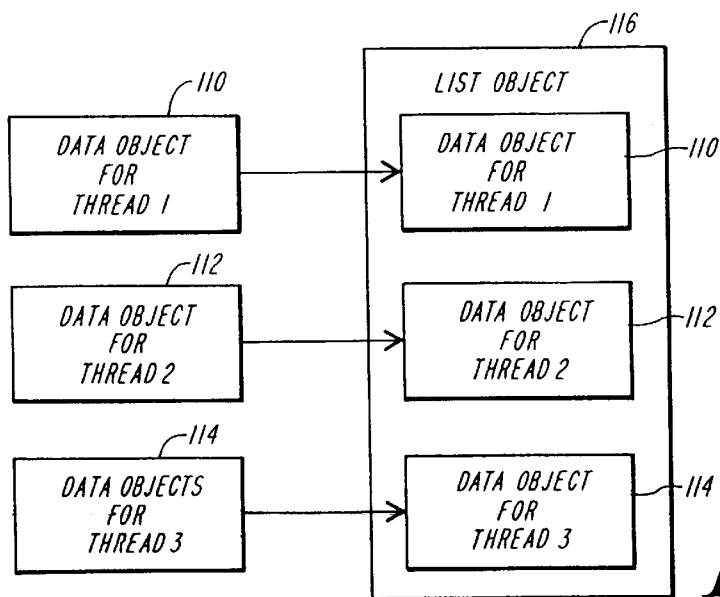 116
LIST OBJECT
110
DATA OBJECT
FOR
THREAD 1
DATA OBJECT
FOR
THREAD 1
110
112
DATA OBJECT
FOR
THREAD 2
DATA OBJECT
FOR
THREAD 2
112
114
DATA OBJECTS
FOR
THREAD 3
DATA OBJECT
FOR
THREAD 3
114